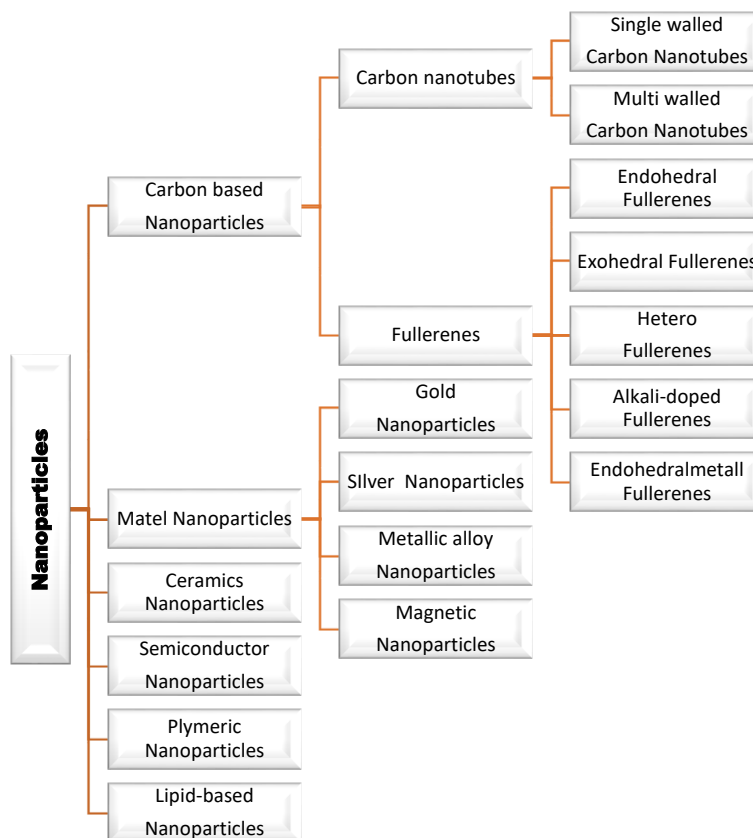 Nanoparticles
Carbon based
Nanoparticles
Carbon nanotubes
Single walled
Carbon Nanotubes
Multi walled
Carbon Nanotubes
Fullerenes
Endohedral
Fullerenes
Exohedral Fullerenes
Hetero
Fullerenes
Alkali-doped
Fullerenes
Endohedralmetall
Fullerenes
Matel Nanoparticles
Gold
Nanoparticles
SIlver Nanoparticles
Metallic alloy
Nanoparticles
Magnetic
Nanoparticles
Ceramics
Nanoparticles
Semiconductor
Nanoparticles
Plymeric
Nanoparticles
Lipid-based
Nanoparticles